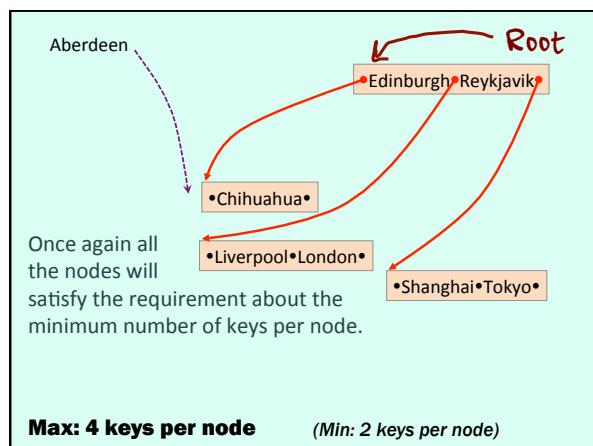 Aberdeen
Root
•Edinburgh•Reykjavik•
•Chihuahua•
Once again all
the nodes will
satisfy the requirement about the
minimum number of keys per node.
•Liverpool•London•
•Shanghai•Tokyo•
Max: 4 keys per node (Min: 2 keys per node)